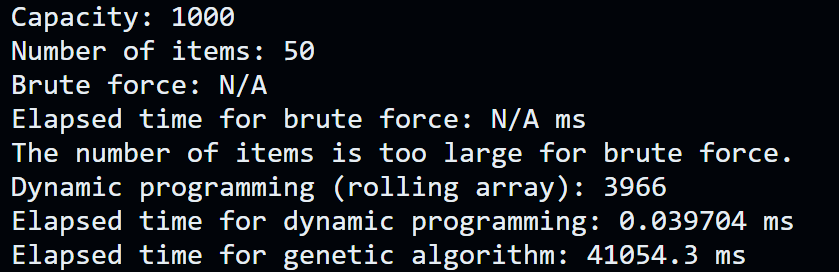 Capacity: 1000
Number of items: 50
Brute force: N/A
Elapsed time for brute force: N/A ms
The number of items is too large for brute force.
Dynamic programming (rolling array): 3966
Elapsed time for dynamic programming: 0.039704 ms
Elapsed time for genetic algorithm: 41054.3 ms